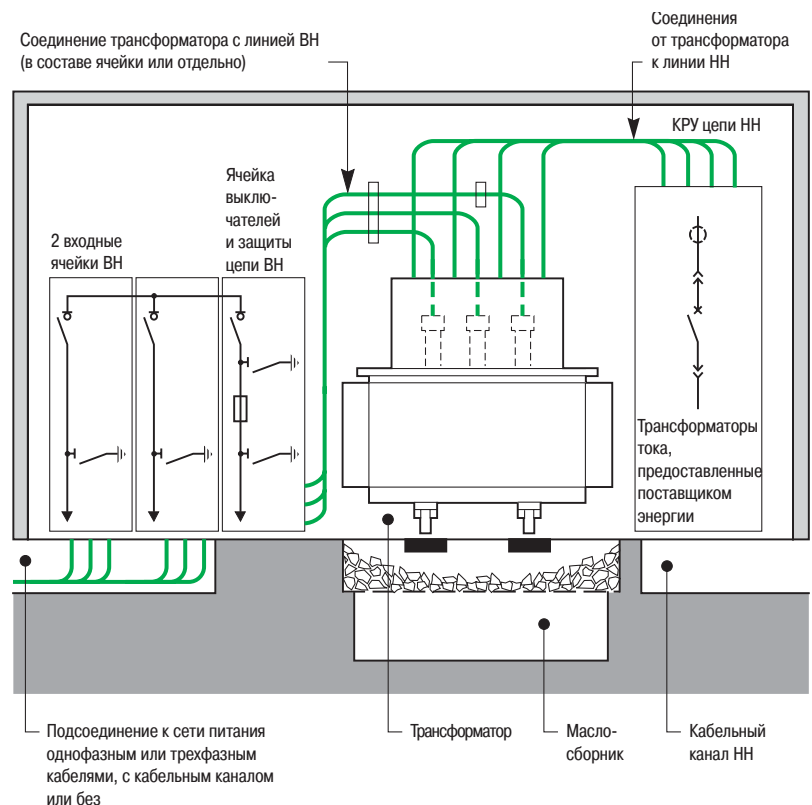 Соединение трансформатора с линией ВН
(в составе ячейки или отдельно)
Соединения
от трансформатора
к линии НН
КРУ цепи НН
Ячейка
выклю-
чателей
и защиты
цепи ВН
2 входные
ячейки ВН
Трансформаторы
тока,
предоставленные
поставщиком
энергии
Подсоединение к сети питания
однофазным или трехфазным
кабелями, с кабельным каналом
или без
Трансформатор
Масло-
сборник
Кабельный
канал НН